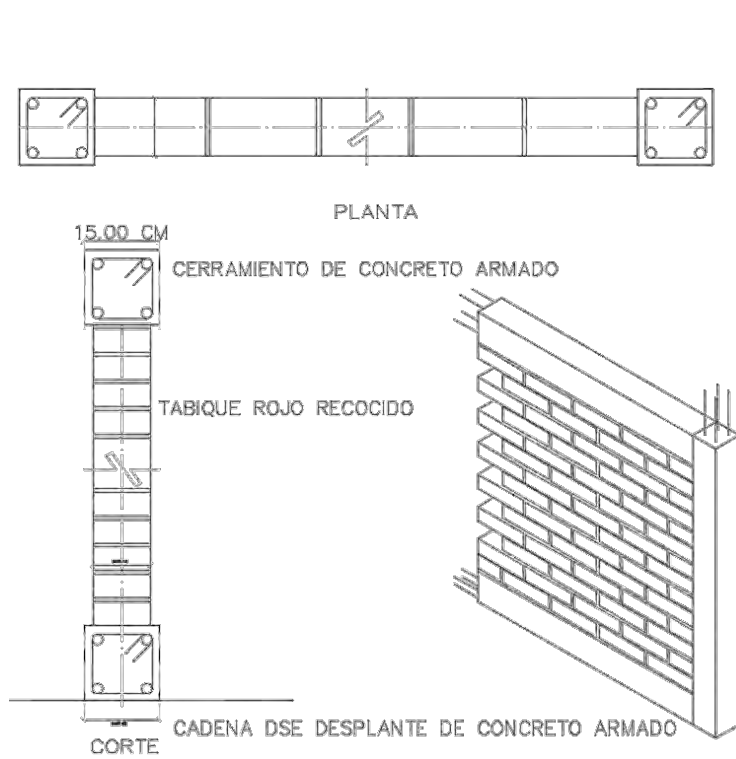 PLANTA
15.00 CM
CERRAMIENTO DE CONCRETO ARMADO
TABIQUE ROJO RECOCIDO
CADENA DSE DESPLANTE DE CONCRETO ARMADO
CORTE